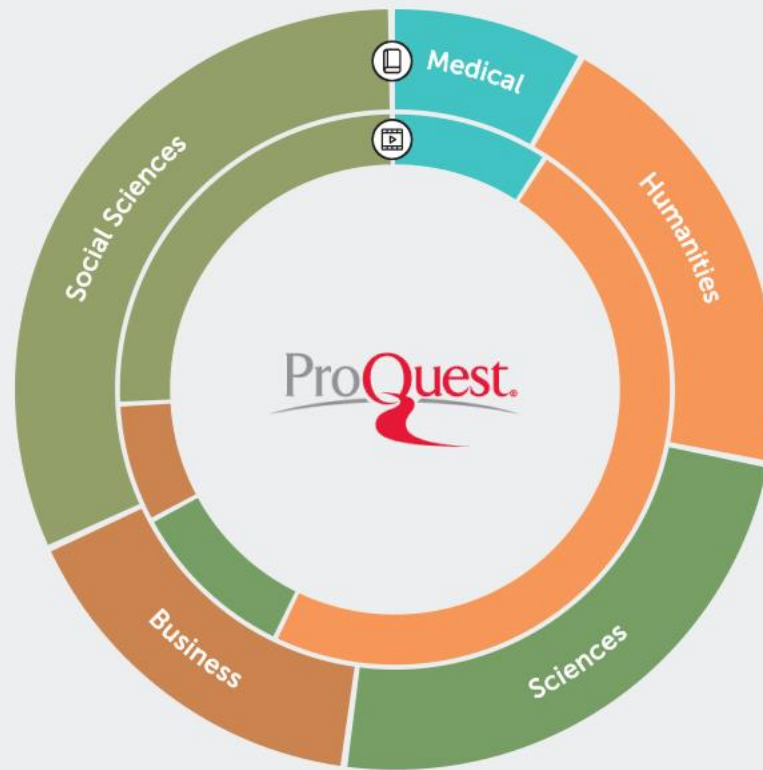 Medical
Humanities
Social Sciences
ProQuest®
Sciences
Business